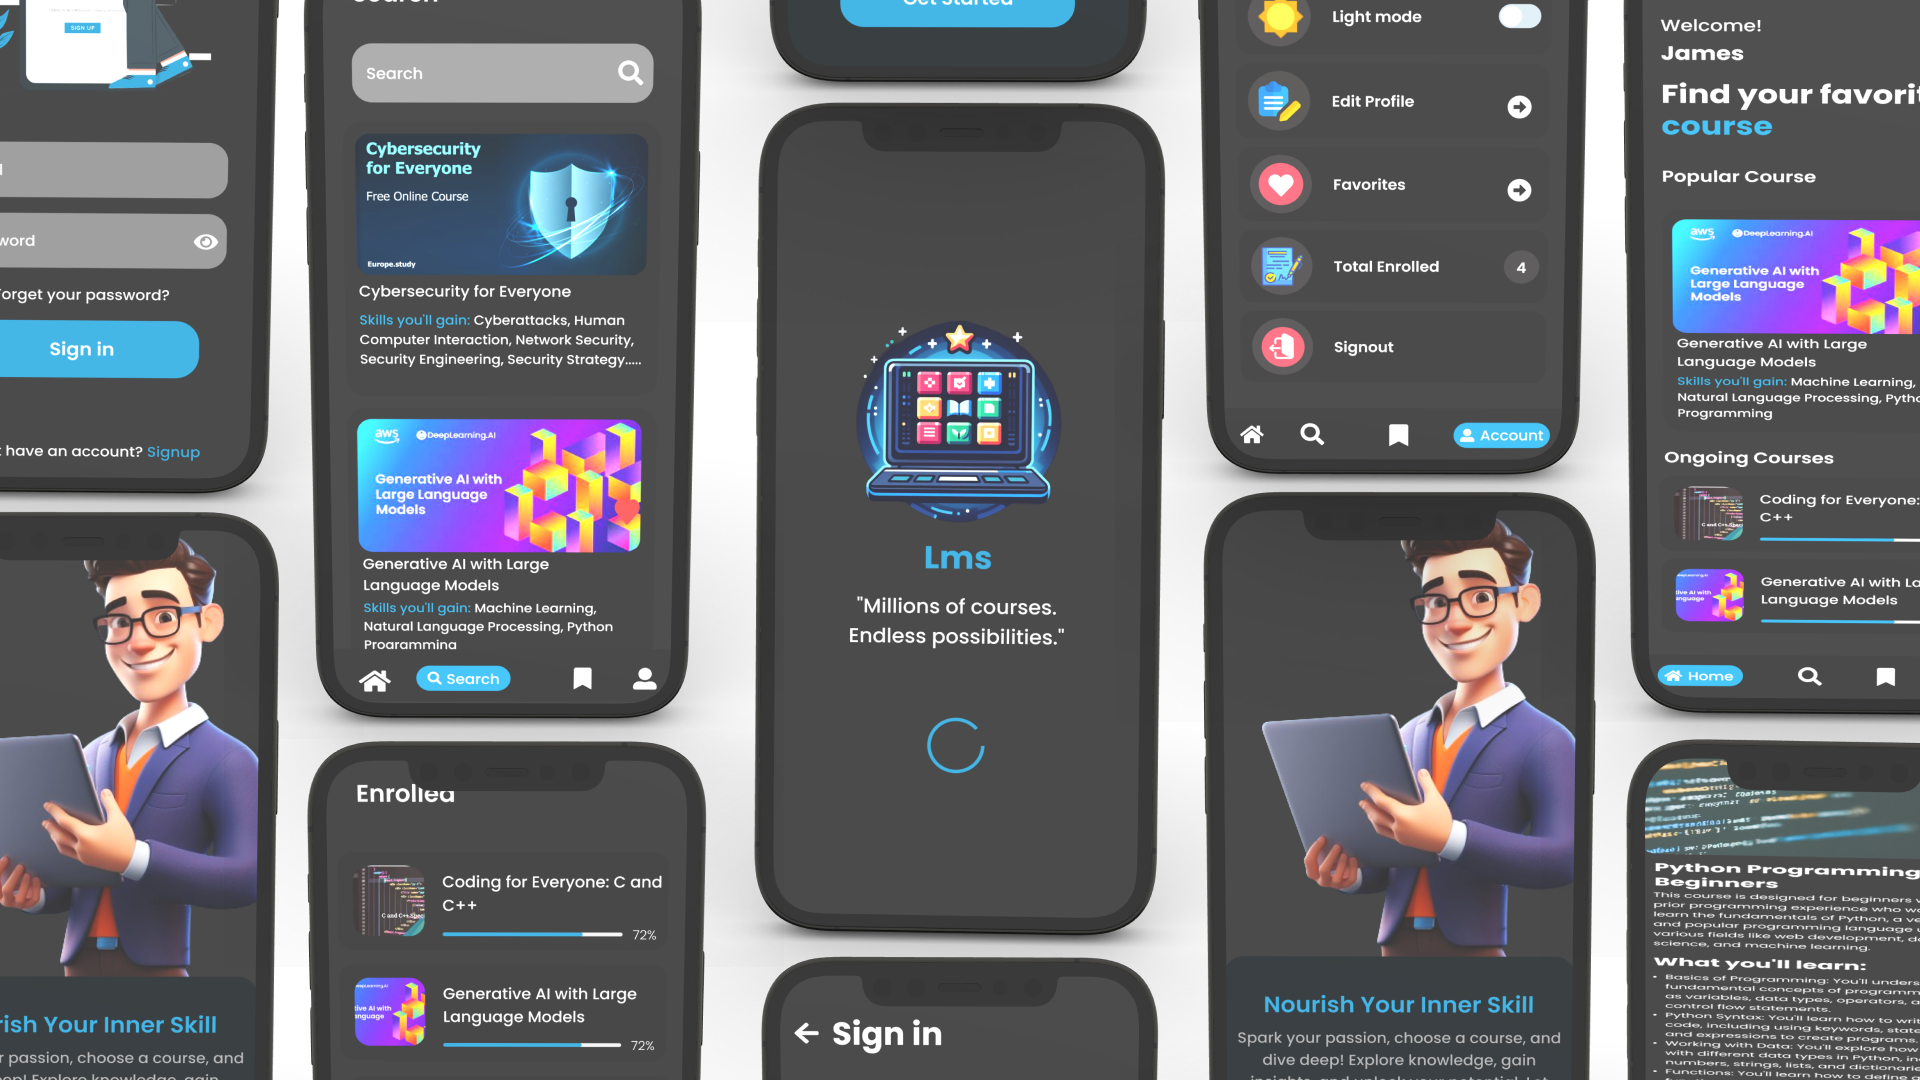 SIGN UP
word
orget your password?
Sign in
have an account? Signup
rish Your Inner Skill
r passion, choose a course, and
Search
Search
Cybersecurity
for Everyone
Free Online Course
Europe.study
Cybersecurity for Everyone
Skills you'll gain: Cyberattacks, Human
Computer Interaction, Network Security,
Security Engineering, Security Strategy.....
aws DeepLearning.AI
Generative AI with
Large Language
Models
Generative AI with Large
Language Models
Skills you'll gain: Machine Learning,
Natural Language Processing, Python
Programming
Search
Enrolled
Coding for Everyone: C and
C++
72%
Generative AI with Large
Language Models
72%
Get Started
Lms
"Millions of courses.
Endless possibilities."
Sign in
Light mode
Edit Profile
Favorites
Total Enrolled 4
Signout
Account
Nourish Your Inner Skill
Spark your passion, choose a course, and
dive deep! Explore knowledge, gain
Welcome!
James
Find your favorit
course
Popular Course
aws DeepLearning.AI
Generative AI with
Large Language
Models
Generative AI with Large
Language Models
Skills you'll gain: Machine Learning,
Natural Language Processing, Pytho
Programming
Ongoing Courses
Coding for Everyone:
C++
Generative AI with La
Language Models
Home
Python Programming
Beginners
This course is designed for beginners
prior programming experience who wa
learn the fundamentals of Python, a ve
and popular programming language u
various fields like web development, da
science, and machine learning.
What you'll learn:
• Basics of Programming: You'll unders
fundamental concepts of programm
as variables, data types, operators, a
control flow statements.
• Python Syntax: You'll learn how to writ
code, including using keywords, state
and expressions to create programs.
• Working with Data: You'll explore how
with different data types in Python, in
numbers, strings, lists, and dictionarie
• Functions: You'll learn how to define